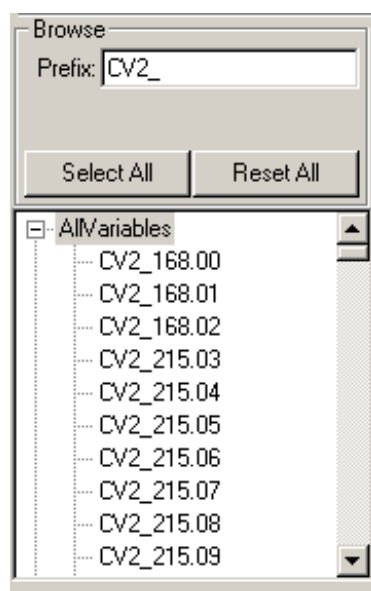 Browse
Prefix: CV2_
Select All Reset All
AllVariables
CV2_168.00
CV2_168.01
CV2_168.02
CV2_215.03
CV2_215.04
CV2_215.05
CV2_215.06
CV2_215.07
CV2_215.08
CV2_215.09